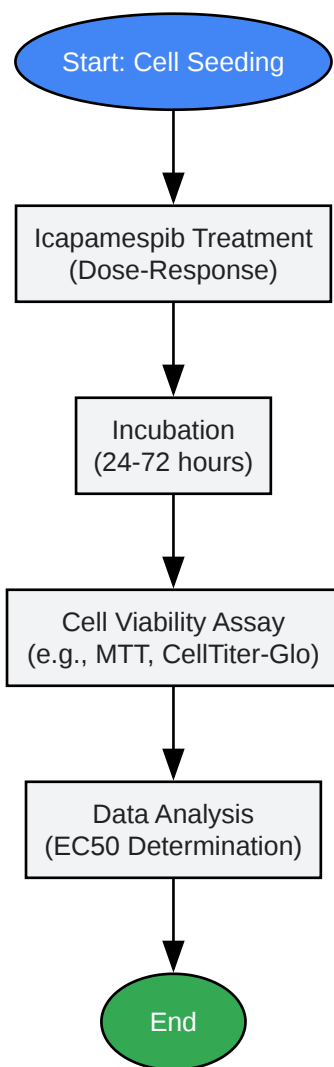 Start: Cell Seeding
Icapamespib Treatment
(Dose-Response)
Incubation
(24-72 hours)
Cell Viability Assay
(e.g., MTT, CellTiter-Glo)
Data Analysis
(EC50 Determination)
End